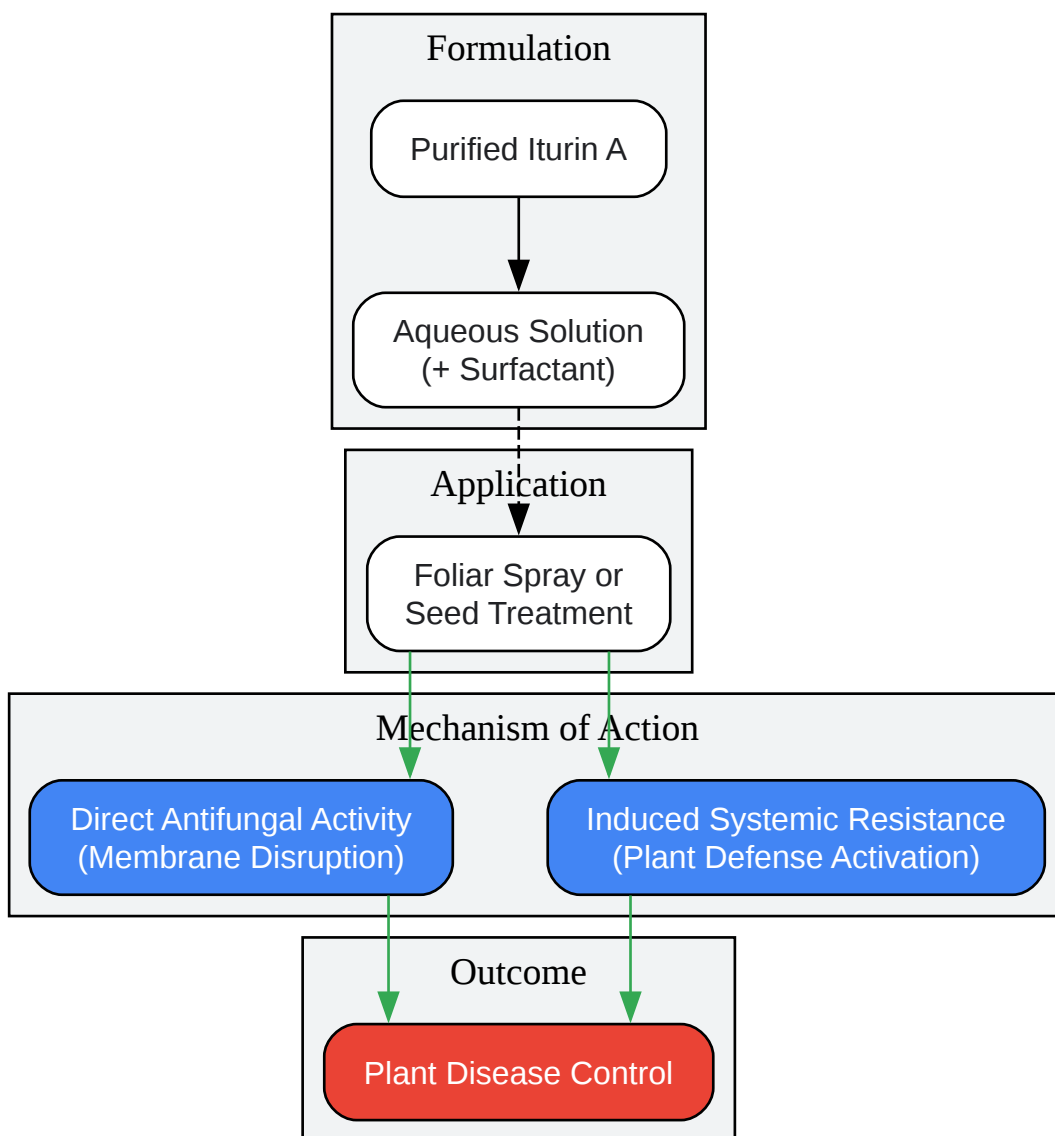 Formulation
Purified Iturin A
Aqueous Solution
(+ Surfactant)
Application
Foliar Spray or
Seed Treatment
Mechanism of Action
Direct Antifungal Activity
(Membrane Disruption)
Induced Systemic Resistance
(Plant Defense Activation)
Outcome
Plant Disease Control